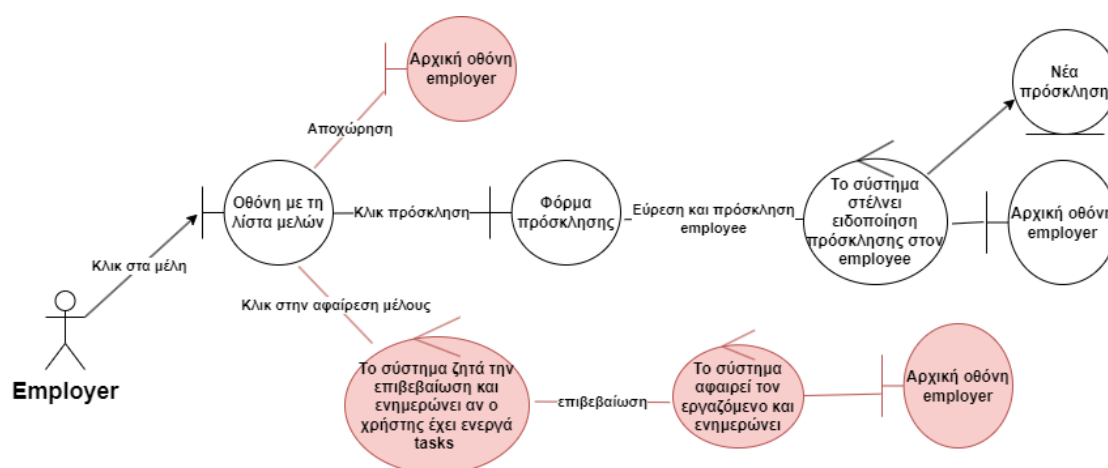 Αρχική οθόνη
employer
Νέα
πρόσκληση
Αποχώρηση
Οθόνη με τη
λίστα μελών
Κλικ πρόσκληση
Φόρμα
πρόσκλησης
Εύρεση και πρόσκληση
employee
Το σύστημα
στέλνει
ειδοποίηση
πρόσκλησης στον
employee
Αρχική οθόνη
employer
Κλικ στα μέλη
Κλικ στην αφαίρεση μέλους
Employer
Το σύστημα ζητά την
επιβεβαίωση και
ενημερώνει αν ο
χρήστης έχει ενεργά
tasks
επιβεβαίωση
Το σύστημα
αφαιρεί τον
εργαζόμενο και
ενημερώνει
Αρχική οθόνη
employer